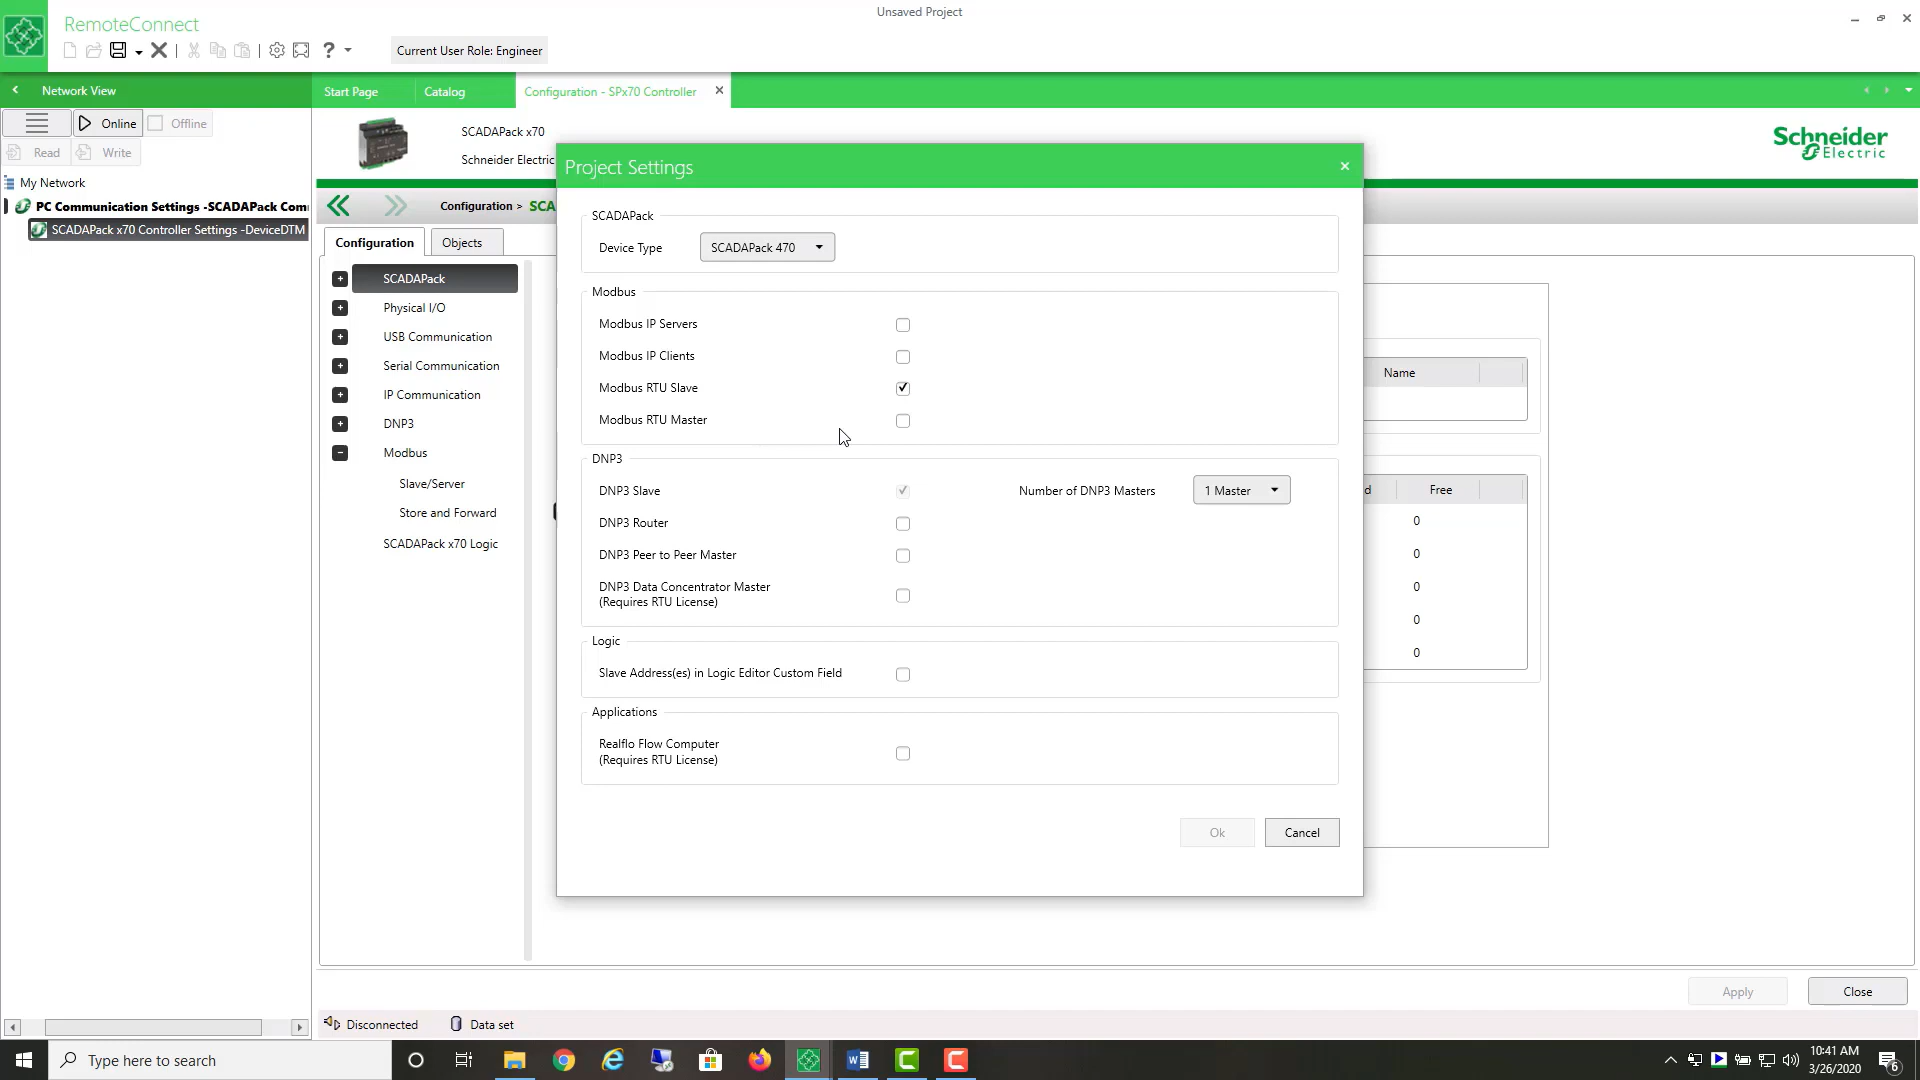 Unsaved Project
RemoteConnect
Current User Role: Engineer
Network View
Start Page
Catalog
Configuration - SPx70 Controller
Online
Offline
Read
Write
My Network
PC Communication Settings -SCADAPack Com
SCADAPack x70 Controller Settings -DeviceDTM
SCADAPack x70
Schneider Electric
Schneider
Electric
Configuration > SCA
Configuration
Objects
SCADAPack
Physical I/O
USB Communication
Serial Communication
IP Communication
DNP3
Modbus
Slave/Server
Store and Forward
SCADAPack x70 Logic
Project Settings
SCADAPack
Device Type
SCADAPack 470
Modbus
Modbus IP Servers
Modbus IP Clients
Modbus RTU Slave
Modbus RTU Master
DNP3
DNP3 Slave
Number of DNP3 Masters
1 Master
DNP3 Router
DNP3 Peer to Peer Master
DNP3 Data Concentrator Master
(Requires RTU License)
Logic
Slave Address(es) in Logic Editor Custom Field
Applications
Realflo Flow Computer
(Requires RTU License)
Ok
Cancel
Name
d
Free
0
0
0
0
0
Apply
Close
Disconnected
Data set
Type here to search
10:41 AM
3/26/2020
6